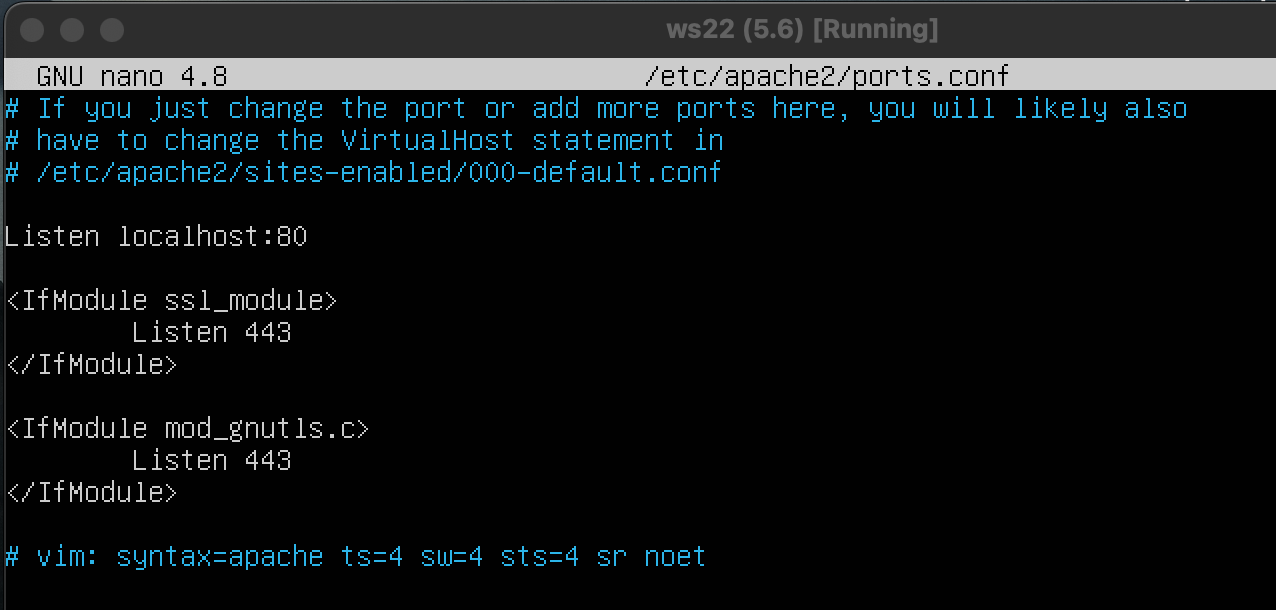 ws22 (5.6) [Running]
GNU nano 4.8 /etc/apache2/ports.conf
# If you just change the port or add more ports here, you will likely also
# have to change the VirtualHost statement in
# /etc/apache2/sites-enabled/000-default.conf
Listen localhost:80
<IfModule ssl_module>
Listen 443
</IfModule>
<IfModule mod_gnutls.c>
Listen 443
</IfModule>
# vim: syntax=apache ts=4 sw=4 sts=4 sr noet